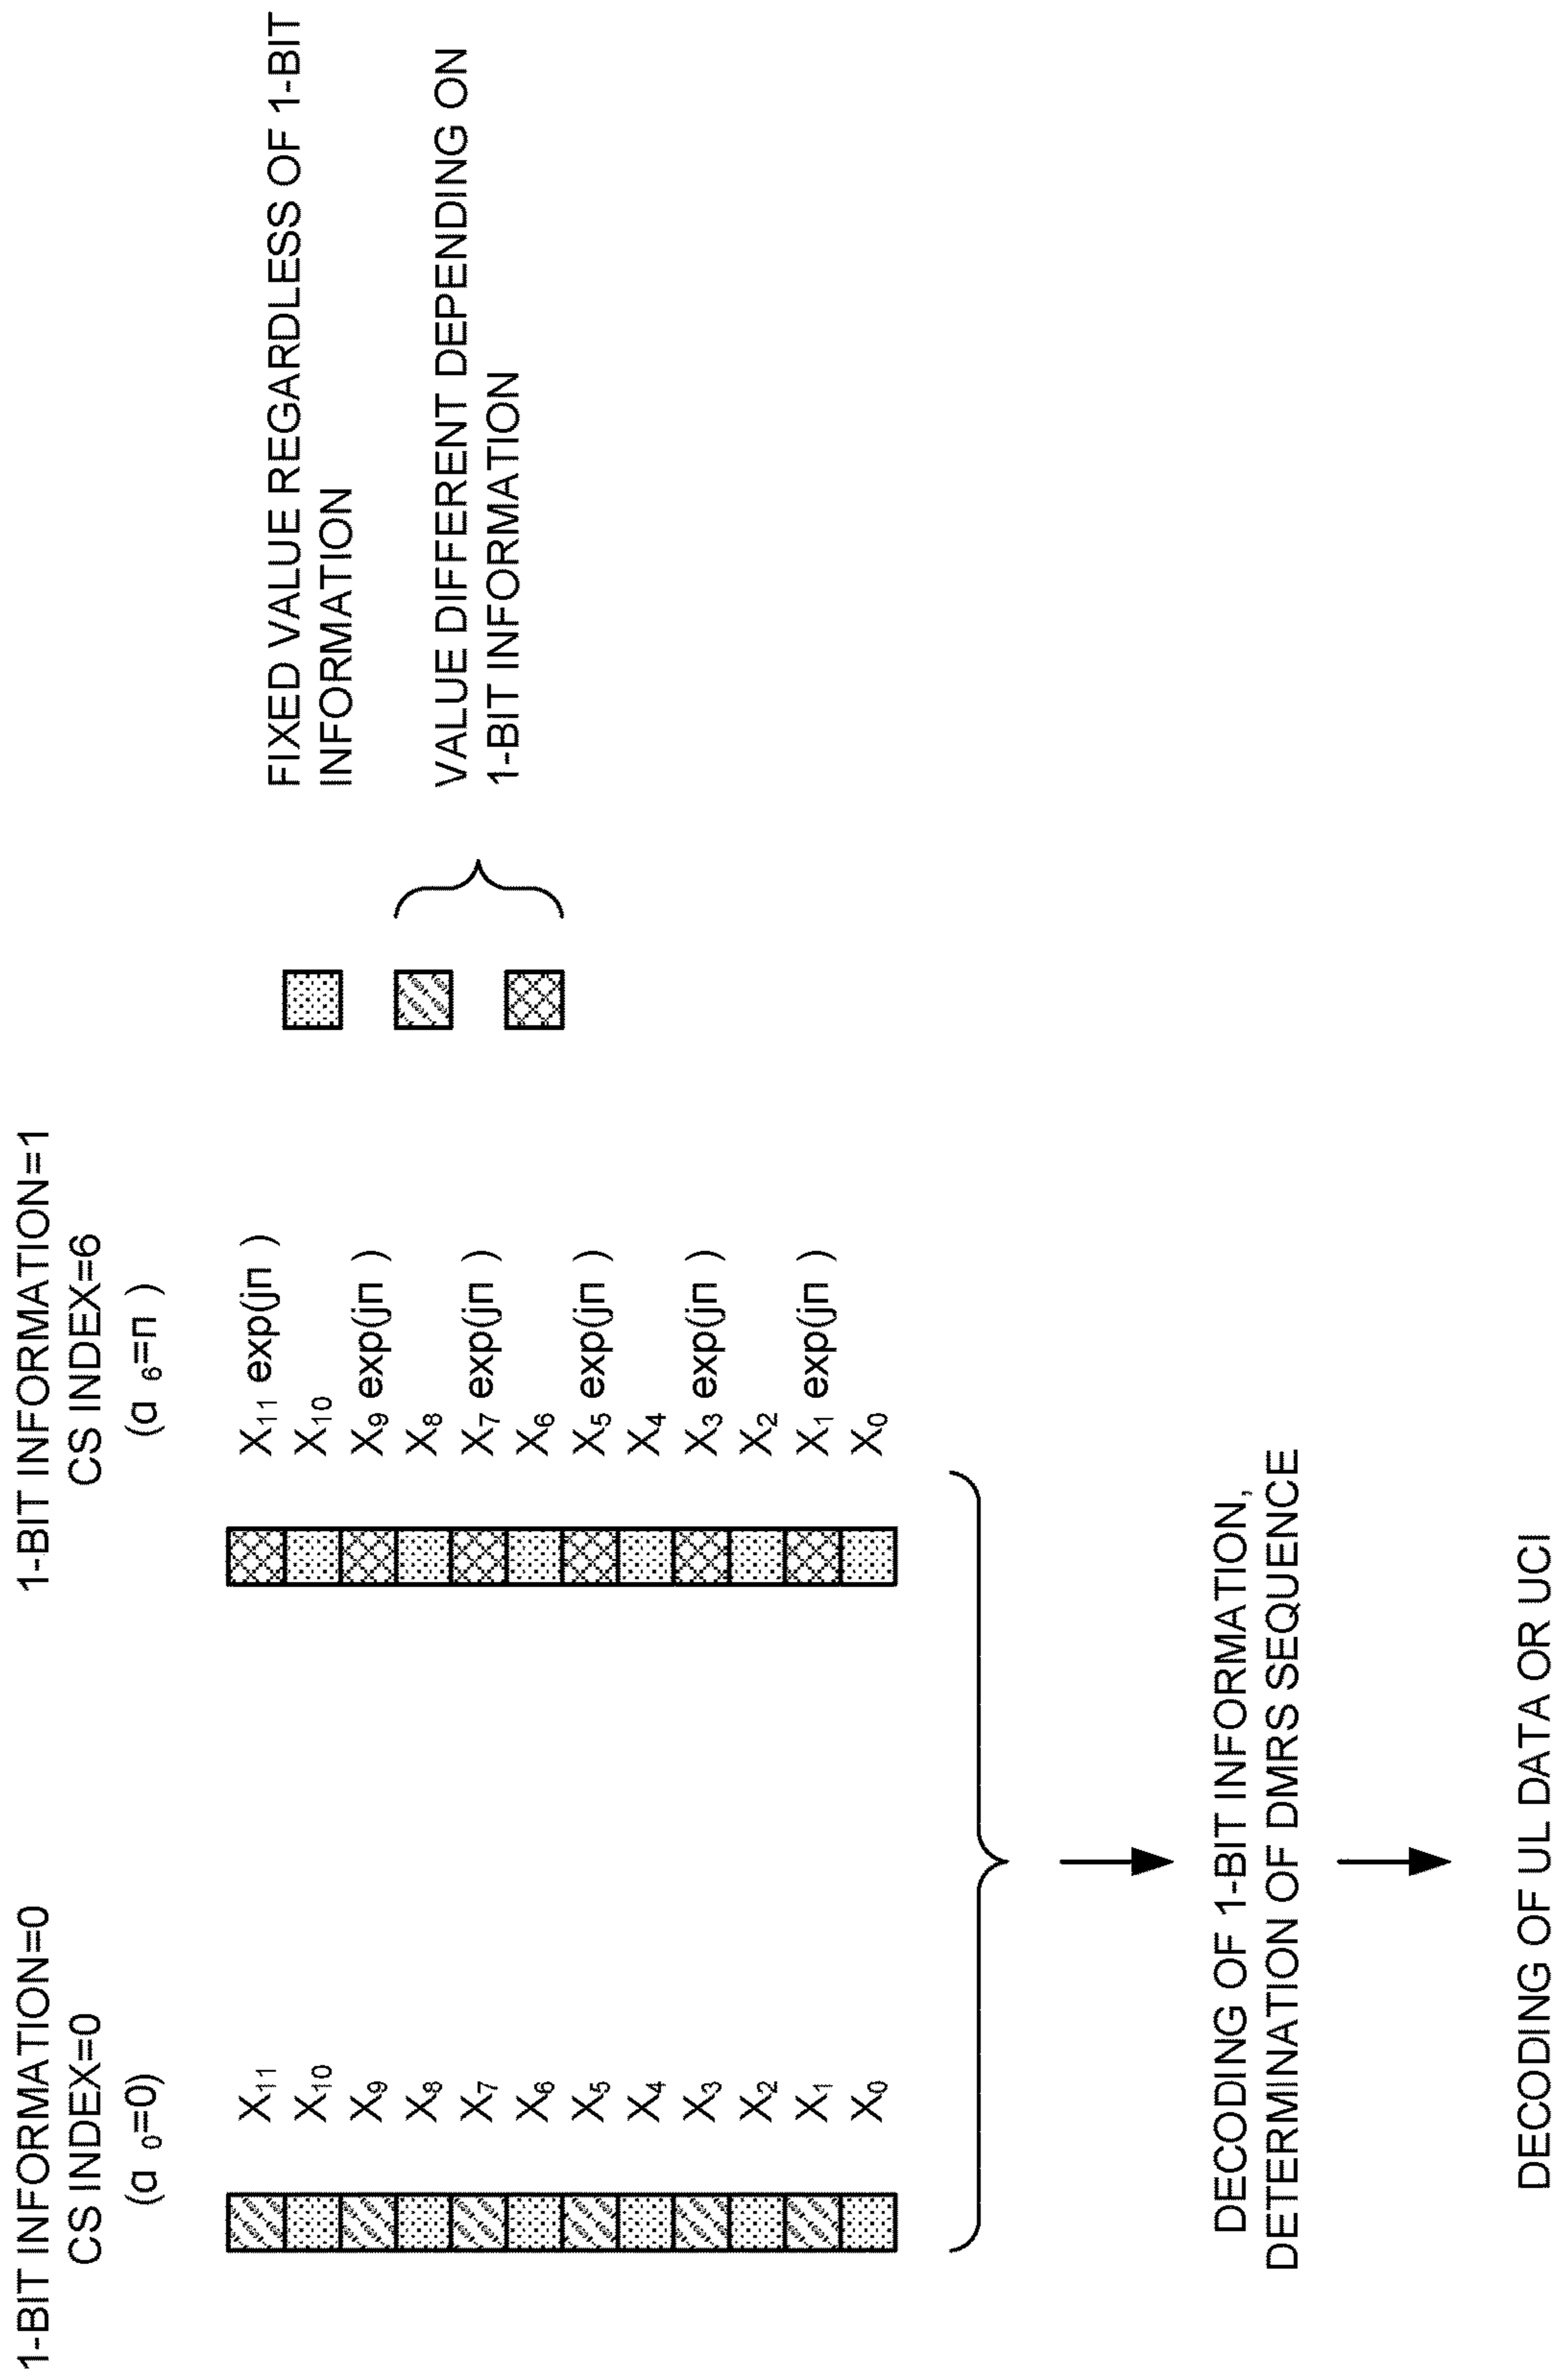 1-BIT INFORMATION=0
CS INDEX=0
(α 0=0)
X11
X10
X9
X8
X7
X6
X5
X4
X3
X2
X1
X0
1-BIT INFORMATION=1
CS INDEX=6
(α 6=π )
X11 exp(jπ )
X10
X9 exp(jπ )
X8
X7 exp(jπ )
X6
X5 exp(jπ )
X4
X3 exp(jπ )
X2
X1 exp(jπ )
X0
FIXED VALUE REGARDLESS OF 1-BIT
INFORMATION
VALUE DIFFERENT DEPENDING ON
1-BIT INFORMATION
DECODING OF 1-BIT INFORMATION,
DETERMINATION OF DMRS SEQUENCE
DECODING OF UL DATA OR UCI